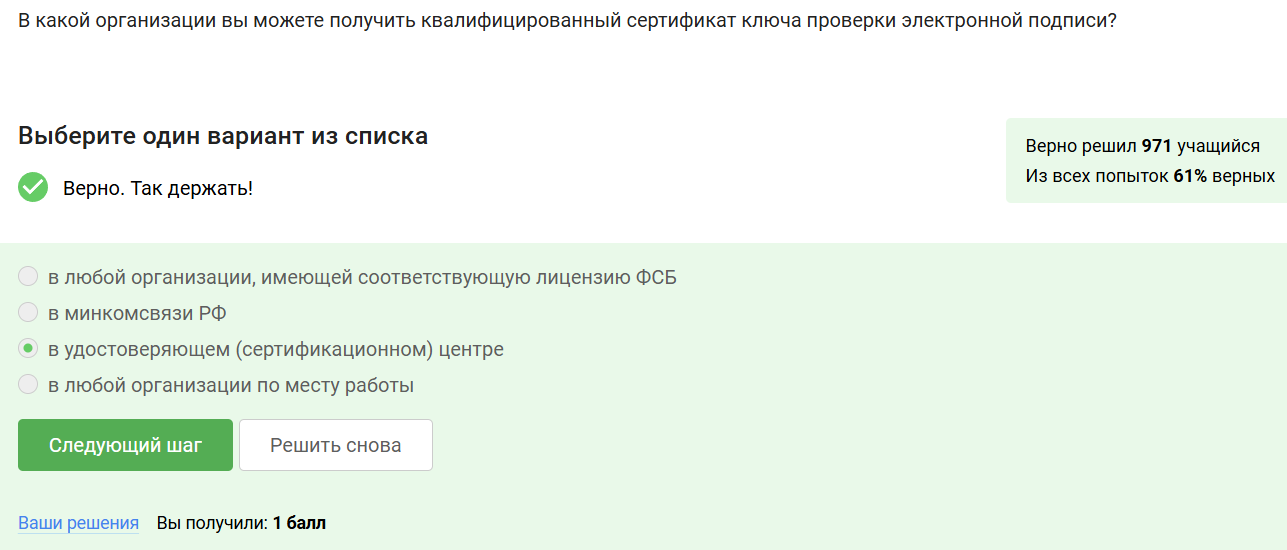 В какой организации вы можете получить квалифицированный сертификат ключа проверки электронной подписи?
Выберите один вариант из списка
Верно решил 971 учащийся
Из всех попыток 61% верных
Верно. Так держать!
в любой организации, имеющей соответствующую лицензию ФСБ
в минкомсвязи РФ
в удостоверяющем (сертификационном) центре
в любой организации по месту работы
Следующий шаг Решить снова
Ваши решения Вы получили: 1 балл